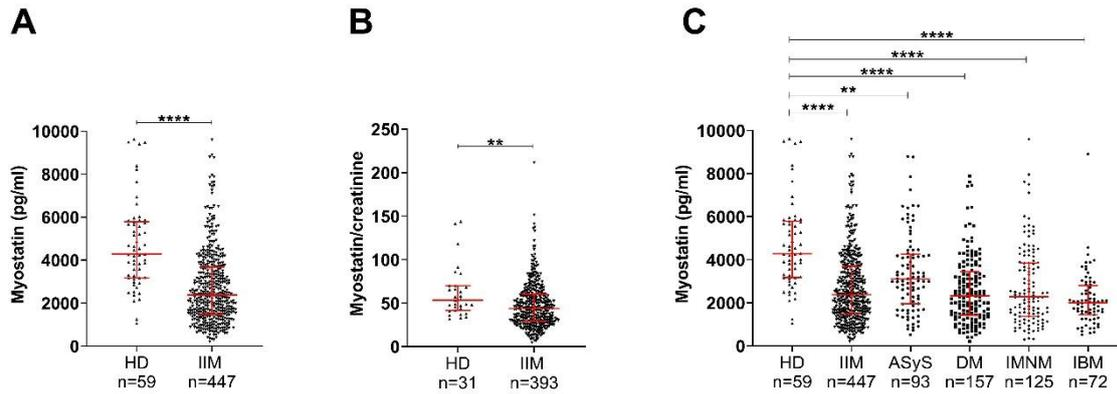 A
Myostatin (pg/ml)
10000
8000
6000
4000
2000
0
****
HD
n=59
IIM
n=447
B
Myostatin/creatinine
250
200
150
100
50
0
**
HD
n=31
IIM
n=393
C
Myostatin (pg/ml)
10000
8000
6000
4000
2000
0
****
****
****
**
****
HD
n=59
IIM
n=447
ASyS
n=93
DM
n=157
IMNM
n=125
IBM
n=72